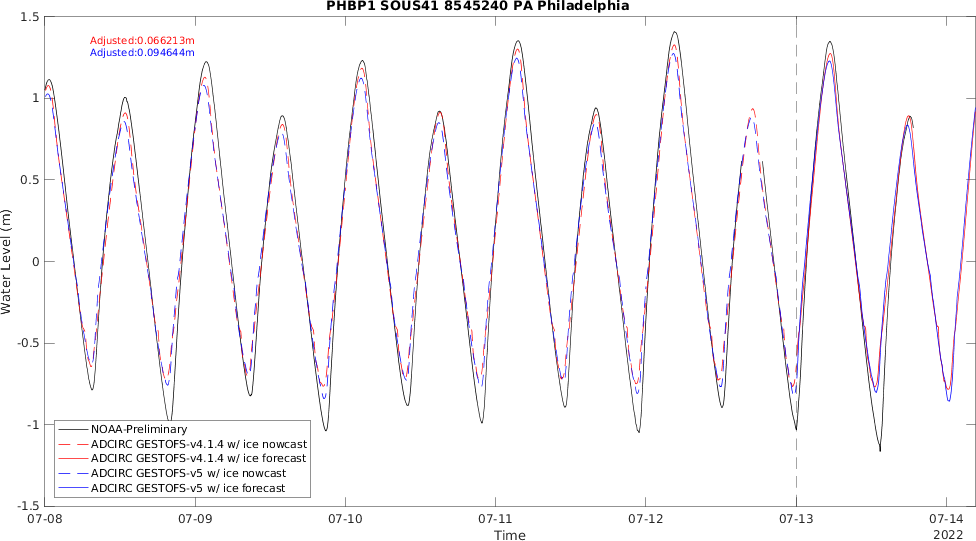 PHBP1 SOUS41 8545240 PA Philadelphia
Adjusted:0.066213m
Adjusted:0.094644m
Water Level (m)
1.5
1
0.5
0
-0.5
-1
-1.5
NOAA-Preliminary
ADCIRC GESTOFS-v4.1.4 w/ ice nowcast
ADCIRC GESTOFS-v4.1.4 w/ ice forecast
ADCIRC GESTOFS-v5 w/ ice nowcast
ADCIRC GESTOFS-v5 w/ ice forecast
07-08 07-09 07-10 07-11 07-12 07-13 07-14
Time
2022